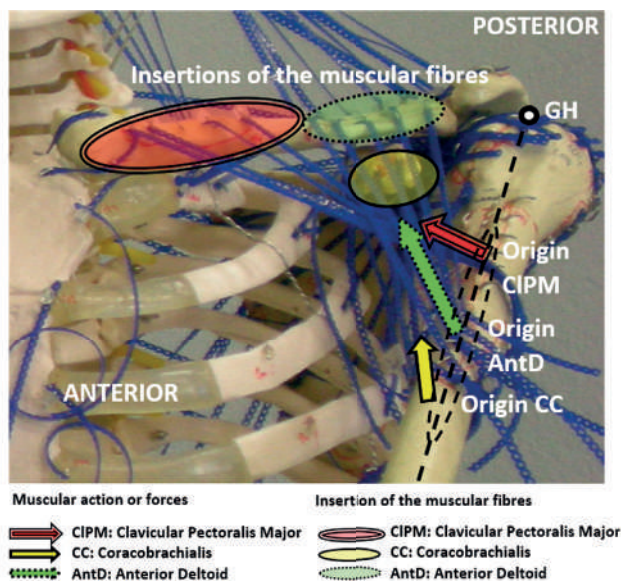 POSTERIOR
Insertions of the muscular fibres
GH
Origin
ClPM
Origin
AntD
ANTERIOR
Origin CC
Muscular action or forces
ClPM: Clavicular Pectoralis Major
CC: Coracobrachialis
AntD: Anterior Deltoid
Insertion of the muscular fibres
ClPM: Clavicular Pectoralis Major
CC: Coracobrachialis
AntD: Anterior Deltoid